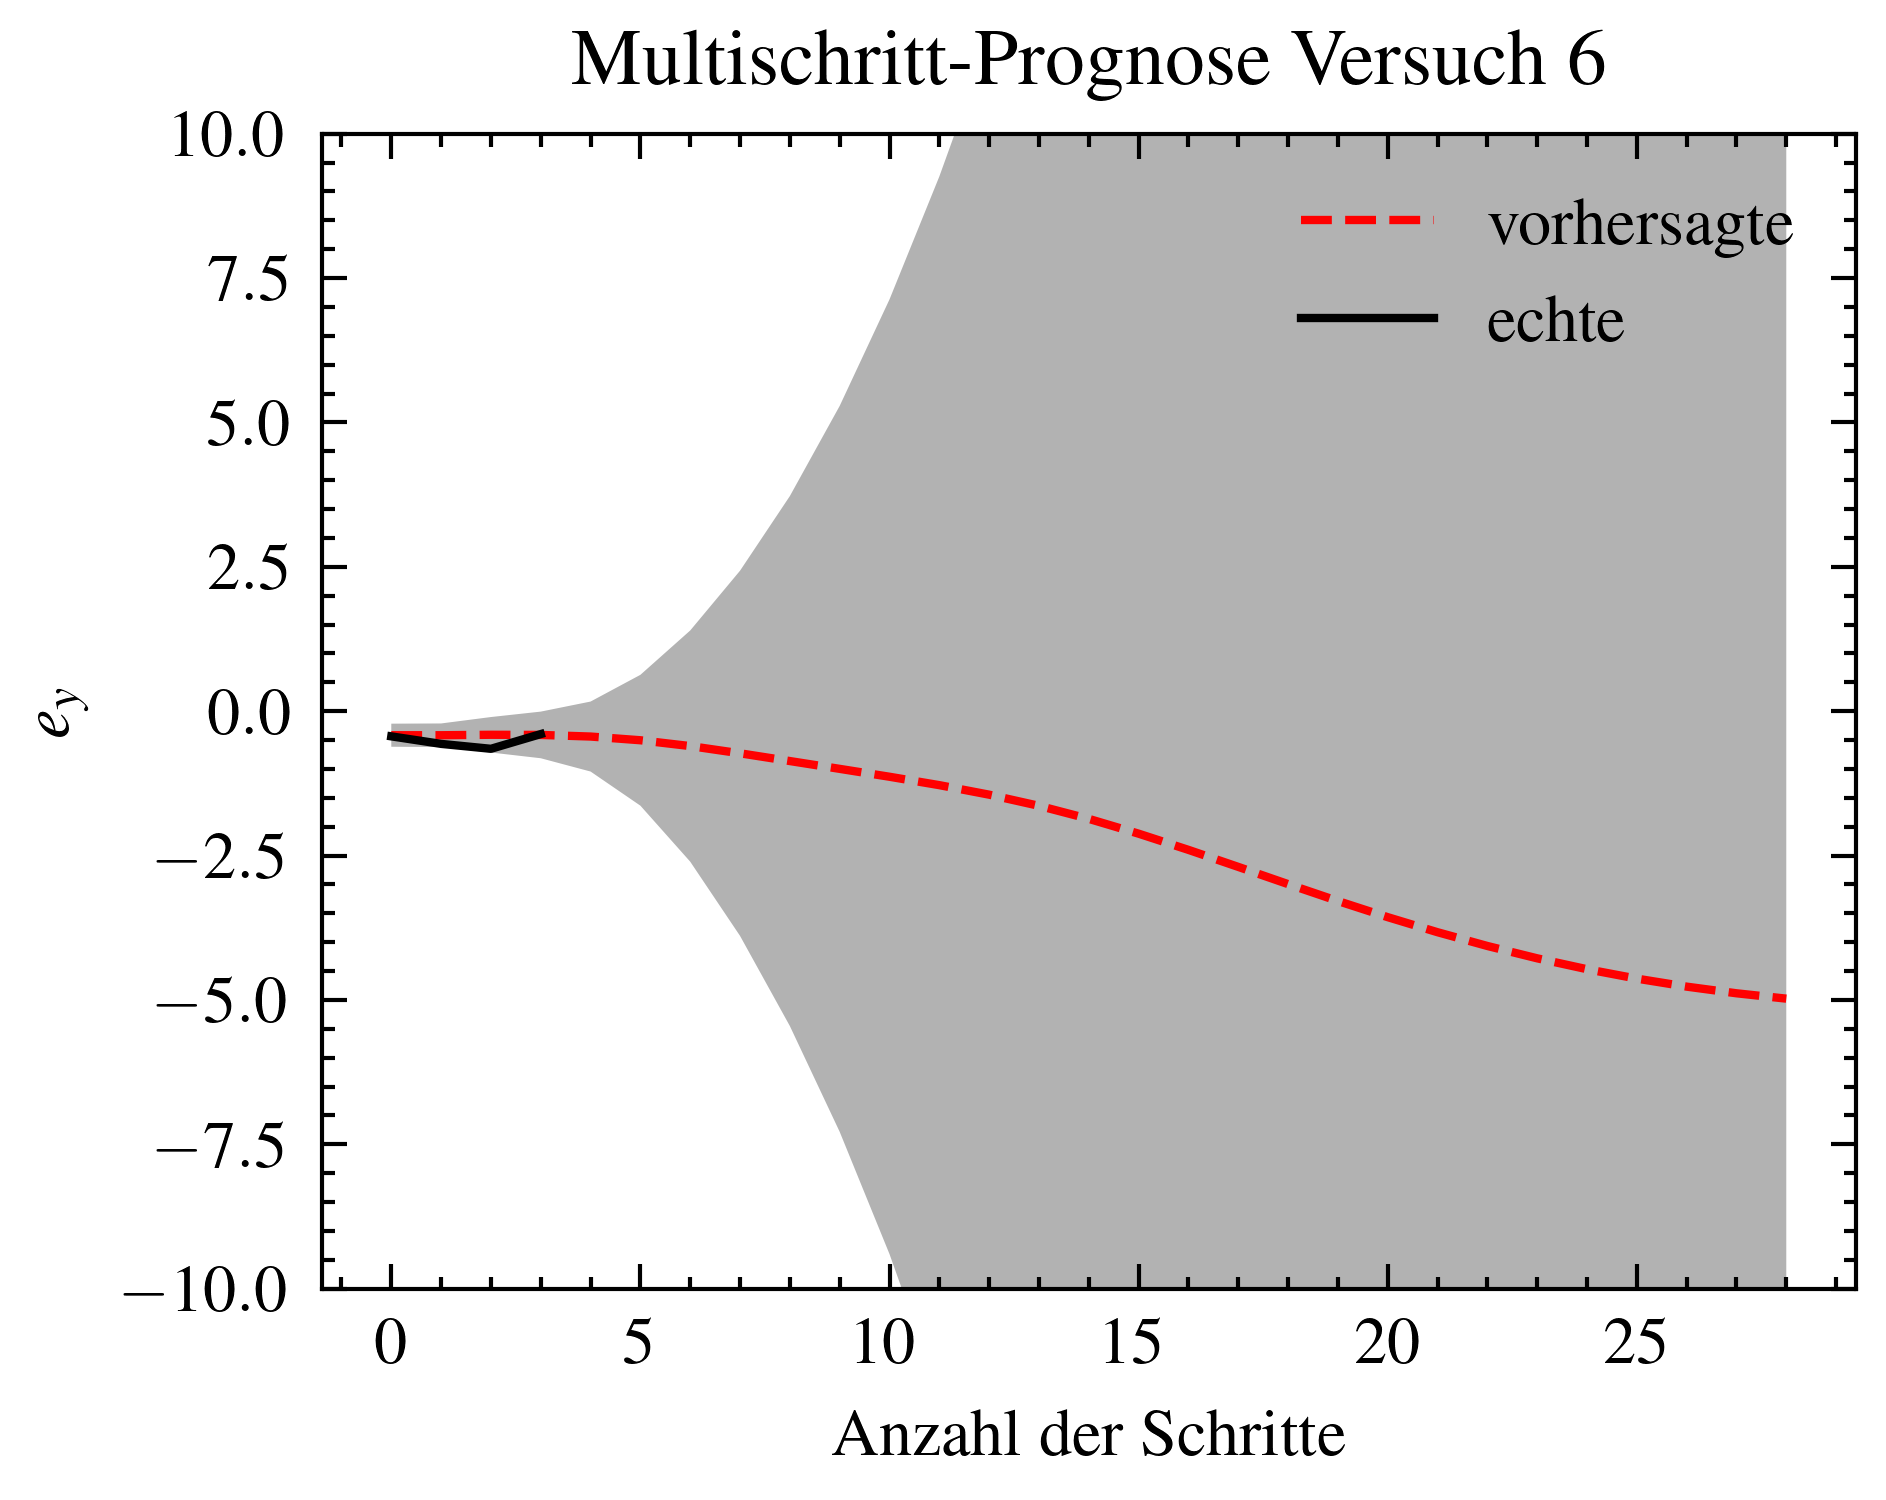 Multischritt-Prognose Versuch 6
10.0
7.5
5.0
2.5
0.0
−2.5
−5.0
−7.5
−10.0
e_y
vorhersagte
echte
0 5 10 15 20 25
Anzahl der Schritte